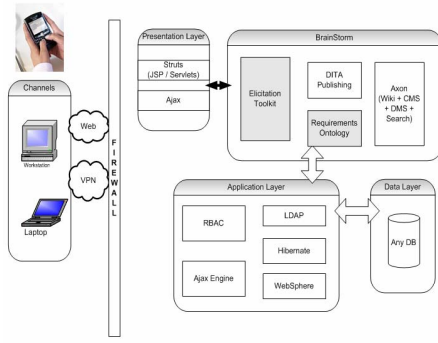 Presentation Layer
Struts
(JSP / Servlets)
Ajax
BrainStorm
Elicitation
Toolkit
DITA
Publishing
Requirements
Ontology
Axon
(Wiki + CMS
+ DMS +
Search)
Channels
Workstation
Laptop
Web
VPN
FIREWALL
Application Layer
RBAC
LDAP
Hibernate
Ajax Engine
WebSphere
Data Layer
Any DB